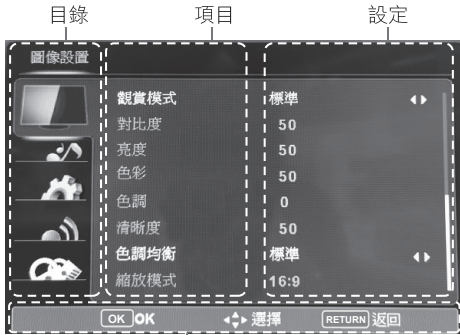 目錄 項目 設定
圖像設置
觀賞模式 標準
對比度 50
亮度 50
色彩 50
色調 0
清晰度 50
色調均衡 標準
縮放模式 16:9
OK OK 選擇 RETURN 返回